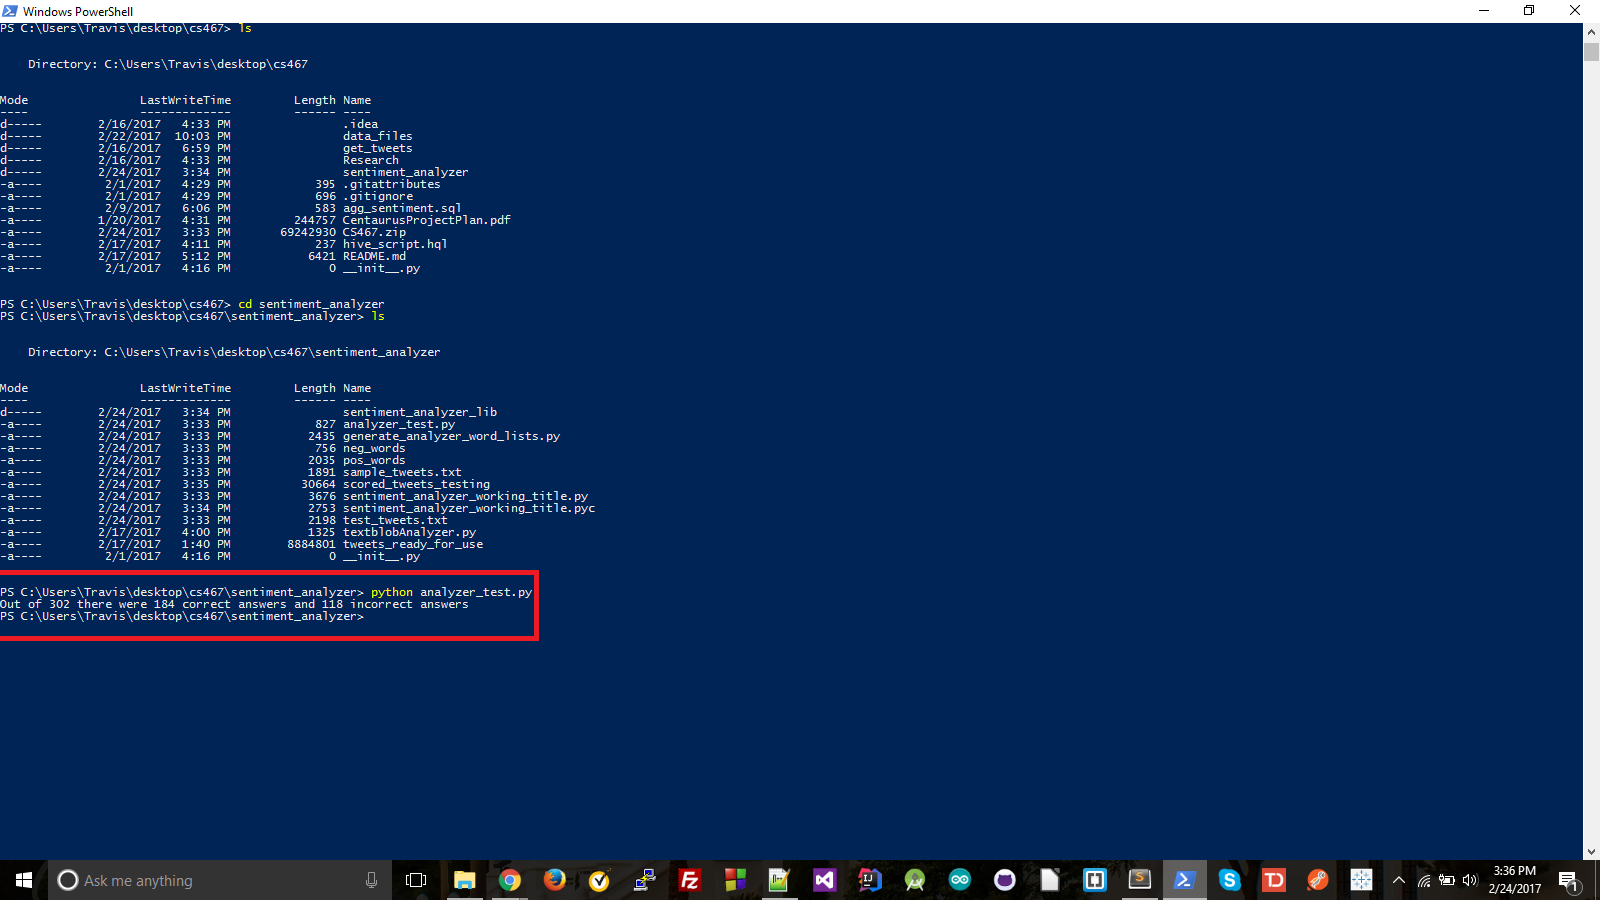 Windows PowerShell
PS C:\Users\Travis\desktop\cs467> ls
Directory: C:\Users\Travis\desktop\cs467
Mode LastWriteTime Length Name
---- ------------- ------ ----
d----- 2/16/2017 4:33 PM .idea
d----- 2/22/2017 10:03 PM data_files
d----- 2/16/2017 6:59 PM get_tweets
d----- 2/16/2017 4:33 PM Research
d----- 2/24/2017 3:34 PM sentiment_analyzer
-a---- 2/1/2017 4:29 PM 395 .gitattributes
-a---- 2/1/2017 4:29 PM 696 .gitignore
-a---- 2/9/2017 6:06 PM 583 agg_sentiment.sql
-a---- 1/20/2017 4:31 PM 244757 CentaurusProjectPlan.pdf
-a---- 2/24/2017 3:33 PM 69242930 CS467.zip
-a---- 2/17/2017 4:11 PM 237 hive_script.hql
-a---- 2/17/2017 5:12 PM 6421 README.md
-a---- 2/1/2017 4:16 PM 0 __init__.py
PS C:\Users\Travis\desktop\cs467> cd sentiment_analyzer
PS C:\Users\Travis\desktop\cs467\sentiment_analyzer> ls
Directory: C:\Users\Travis\desktop\cs467\sentiment_analyzer
Mode LastWriteTime Length Name
---- ------------- ------ ----
d----- 2/24/2017 3:34 PM sentiment_analyzer_lib
-a---- 2/24/2017 3:33 PM 827 analyzer_test.py
-a---- 2/24/2017 3:33 PM 2435 generate_analyzer_word_lists.py
-a---- 2/24/2017 3:33 PM 756 neg_words
-a---- 2/24/2017 3:33 PM 2035 pos_words
-a---- 2/24/2017 3:33 PM 1891 sample_tweets.txt
-a---- 2/24/2017 3:35 PM 30664 scored_tweets_testing
-a---- 2/24/2017 3:33 PM 3676 sentiment_analyzer_working_title.py
-a---- 2/24/2017 3:34 PM 2753 sentiment_analyzer_working_title.pyc
-a---- 2/24/2017 3:33 PM 2198 test_tweets.txt
-a---- 2/17/2017 4:00 PM 1325 textblobAnalyzer.py
-a---- 2/17/2017 1:40 PM 8884801 tweets_ready_for_use
-a---- 2/1/2017 4:16 PM 0 __init__.py
PS C:\Users\Travis\desktop\cs467\sentiment_analyzer> python analyzer_test.py
Out of 302 there were 184 correct answers and 118 incorrect answers
PS C:\Users\Travis\desktop\cs467\sentiment_analyzer>
Ask me anything
3:36 PM
2/24/2017
1